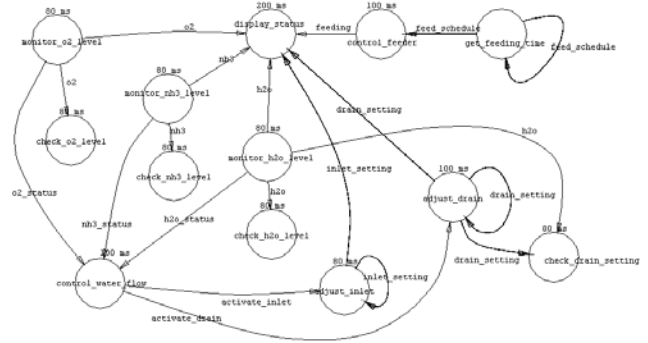 80 ms
monitor_o2_level
o2
200 ms
display_status
feeding
100 ms
control_feeder
feed_schedule
get_feeding_time
feed_schedule
nh3
80 ms
monitor_nh3_level
o2
80 ms
check_o2_level
h2o
drain_setting
nh3
80 ms
check_nh3_level
80 ms
monitor_h2o_level
h2o
inlet_setting
100 ms
adjust_drain
drain_setting
o2_status
h2o
80 ms
check_h2o_level
nh3_status
h2o_status
drain_setting
80 ms
check_drain_setting
control_water_flow
80 ms
adjust_inlet
inlet_setting
activate_inlet
activate_drain